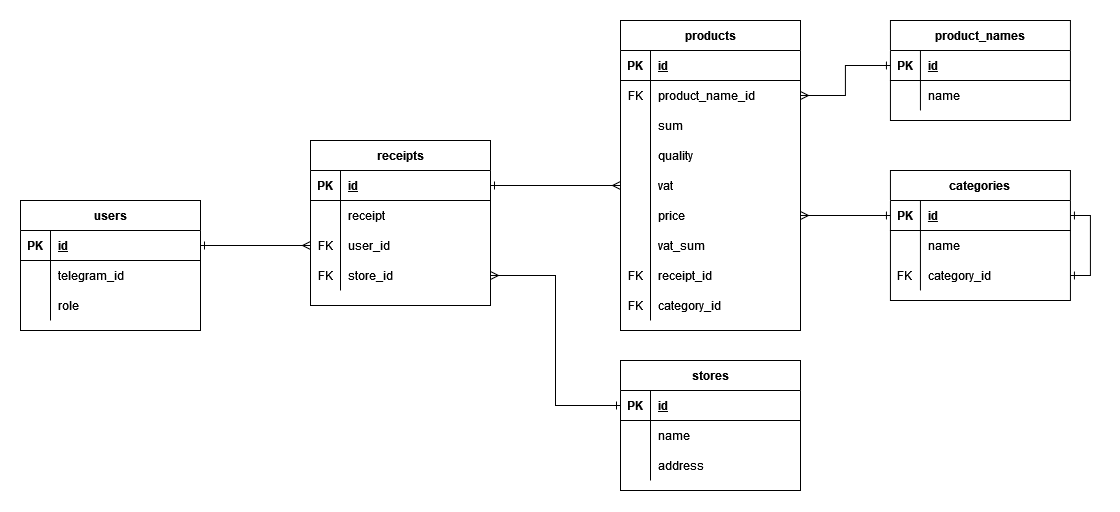 users
PK id
telegram_id
role
receipts
PK id
receipt
FK user_id
FK store_id
products
PK id
FK product_name_id
sum
quality
vat
price
vat_sum
FK receipt_id
FK category_id
product_names
PK id
name
categories
PK id
name
FK category_id
stores
PK id
name
address